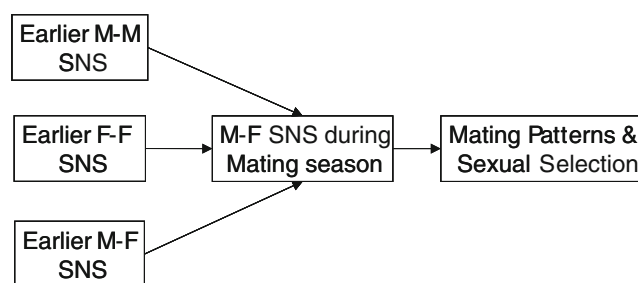 Earlier M-M
SNS
Earlier F-F
SNS
M-F SNS during
Mating season
Mating Patterns &
Sexual Selection
Earlier M-F
SNS